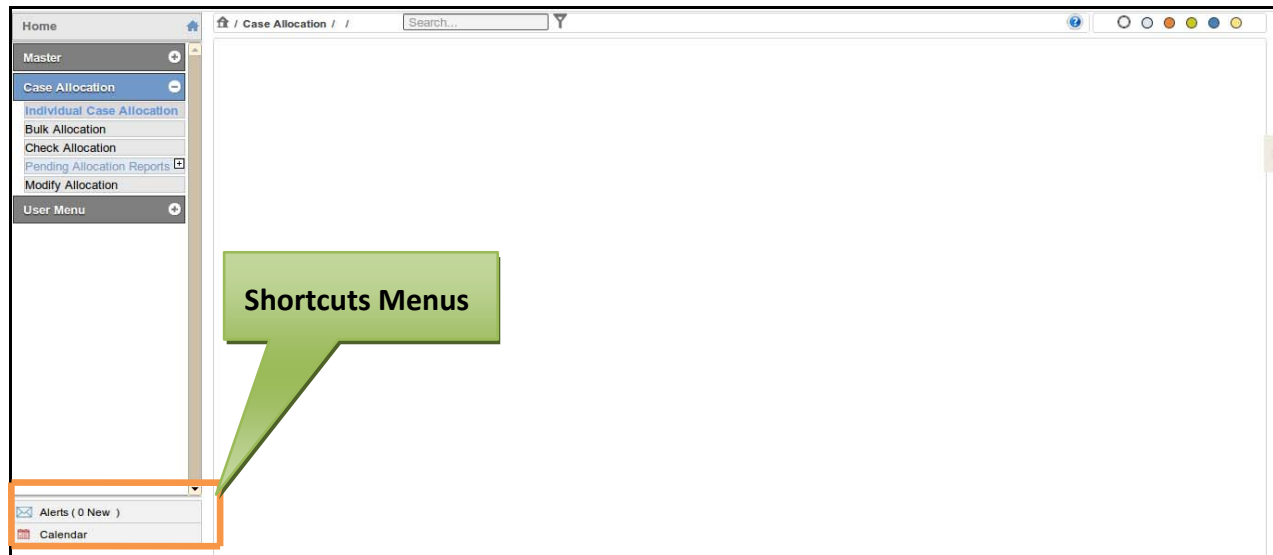 Home
/ Case Allocation / /
Search...
Master
Case Allocation
Individual Case Allocation
Bulk Allocation
Check Allocation
Pending Allocation Reports
Modify Allocation
User Menu
Shortcuts Menus
Alerts ( 0 New )
Calendar